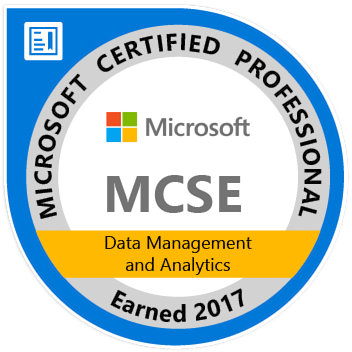 MICROSOFT CERTIFIED PROFESSIONAL
Microsoft
MCSE
Data Management
and Analytics
Earned 2017